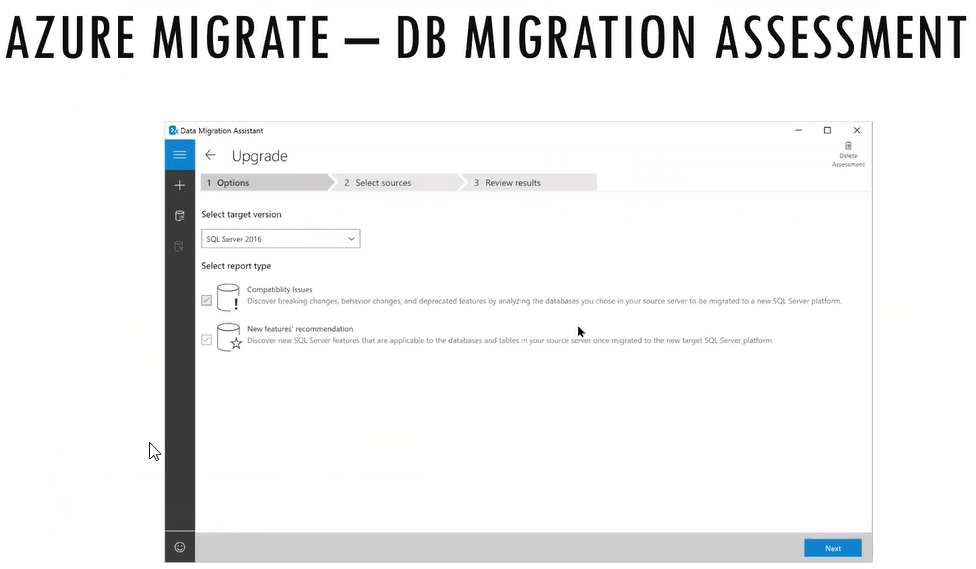 AZURE MIGRATE – DB MIGRATION ASSESSMENT
Data Migration Assistant
Upgrade
Delete
Assessment
1 Options 2 Select sources 3 Review results
Select target version
SQL Server 2016
Select report type
Compatiblity Issues
Discover breaking changes, behavior changes, and deprecated features by analyzing the databases you chose in your source server to be migrated to a new SQL Server platform.
New features' recommendation
Discover new SQL Server features that are applicable to the databases and tables in your source server once migrated to the new target SQL Server platform.
Next